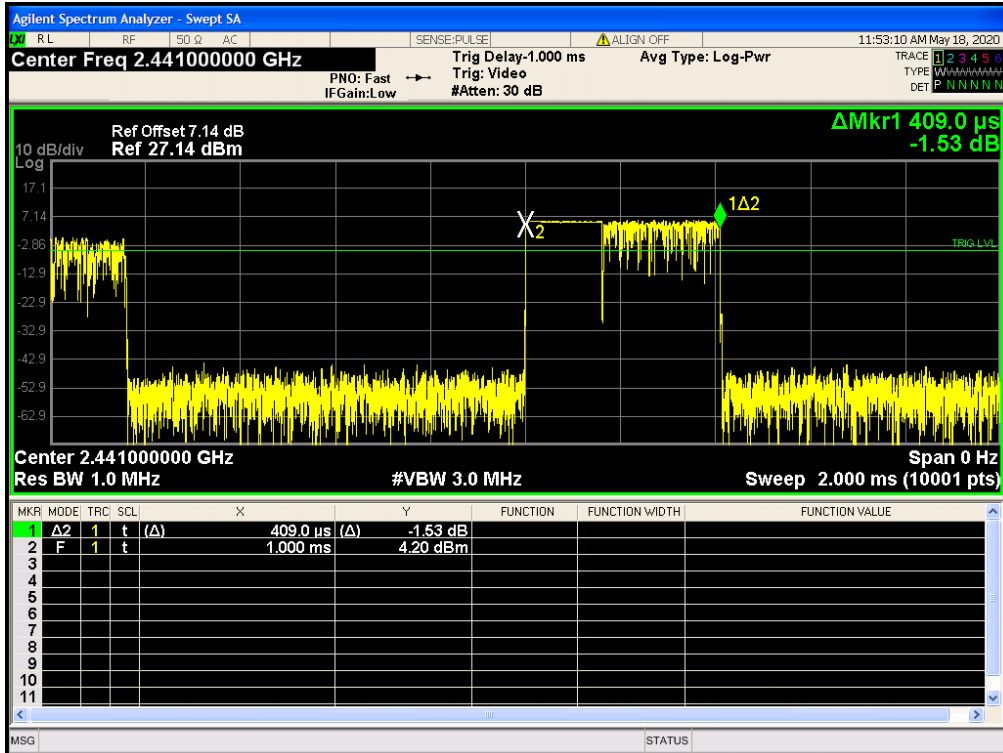 Agilent Spectrum Analyzer - Swept SA
LXI RL RF 50 Ω AC SENSE:PULSE ALIGN OFF 11:53:10 AM May 18, 2020
Center Freq 2.441000000 GHz
Trig Delay-1.000 ms Avg Type: Log-Pwr TRACE 1 2 3 4 5 6
PNO: Fast Trig: Video TYPE WWWWWW
IFGain:Low #Atten: 30 dB DET P N N N N N
ΔMkr1 409.0 µs
-1.53 dB
Ref Offset 7.14 dB
10 dB/div Ref 27.14 dBm
Log
17.1
7.14
-2.86
-12.9
-22.9
-32.9
-42.9
-52.9
-62.9
1Δ2
X2
TRIG LVL
Center 2.441000000 GHz Span 0 Hz
Res BW 1.0 MHz #VBW 3.0 MHz Sweep 2.000 ms (10001 pts)
MKR MODE TRC SCL X Y FUNCTION FUNCTION WIDTH FUNCTION VALUE
1 Δ2 1 t (Δ) 409.0 µs (Δ) -1.53 dB
2 F 1 t 1.000 ms 4.20 dBm
3
4
5
6
7
8
9
10
11
MSG STATUS